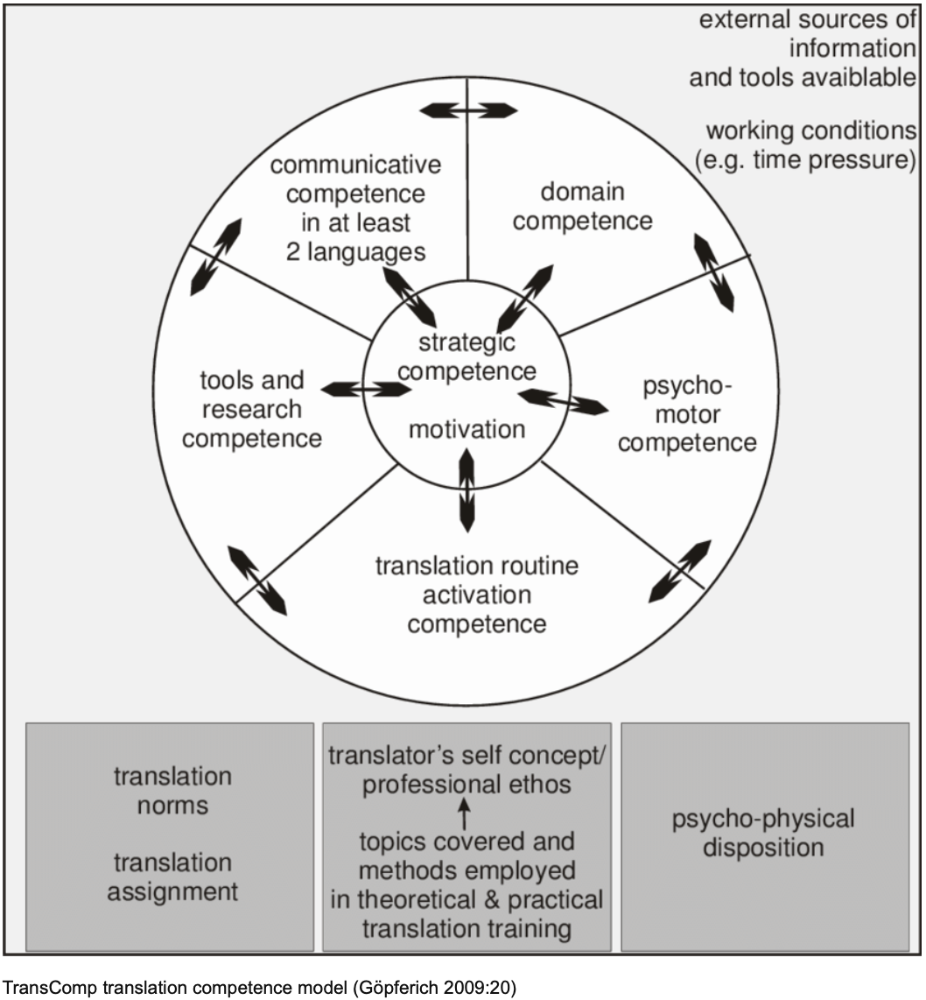 external sources of
information
and tools avaiblable
working conditions
(e.g. time pressure)
communicative
competence
in at least
2 languages
domain
competence
strategic
competence
motivation
tools and
research
competence
psycho-
motor
competence
translation routine
activation
competence
translation
norms
translation
assignment
translator’s self concept/
professional ethos
topics covered and
methods employed
in theoretical & practical
translation training
psycho-physical
disposition
TransComp translation competence model (Göpferich 2009:20)